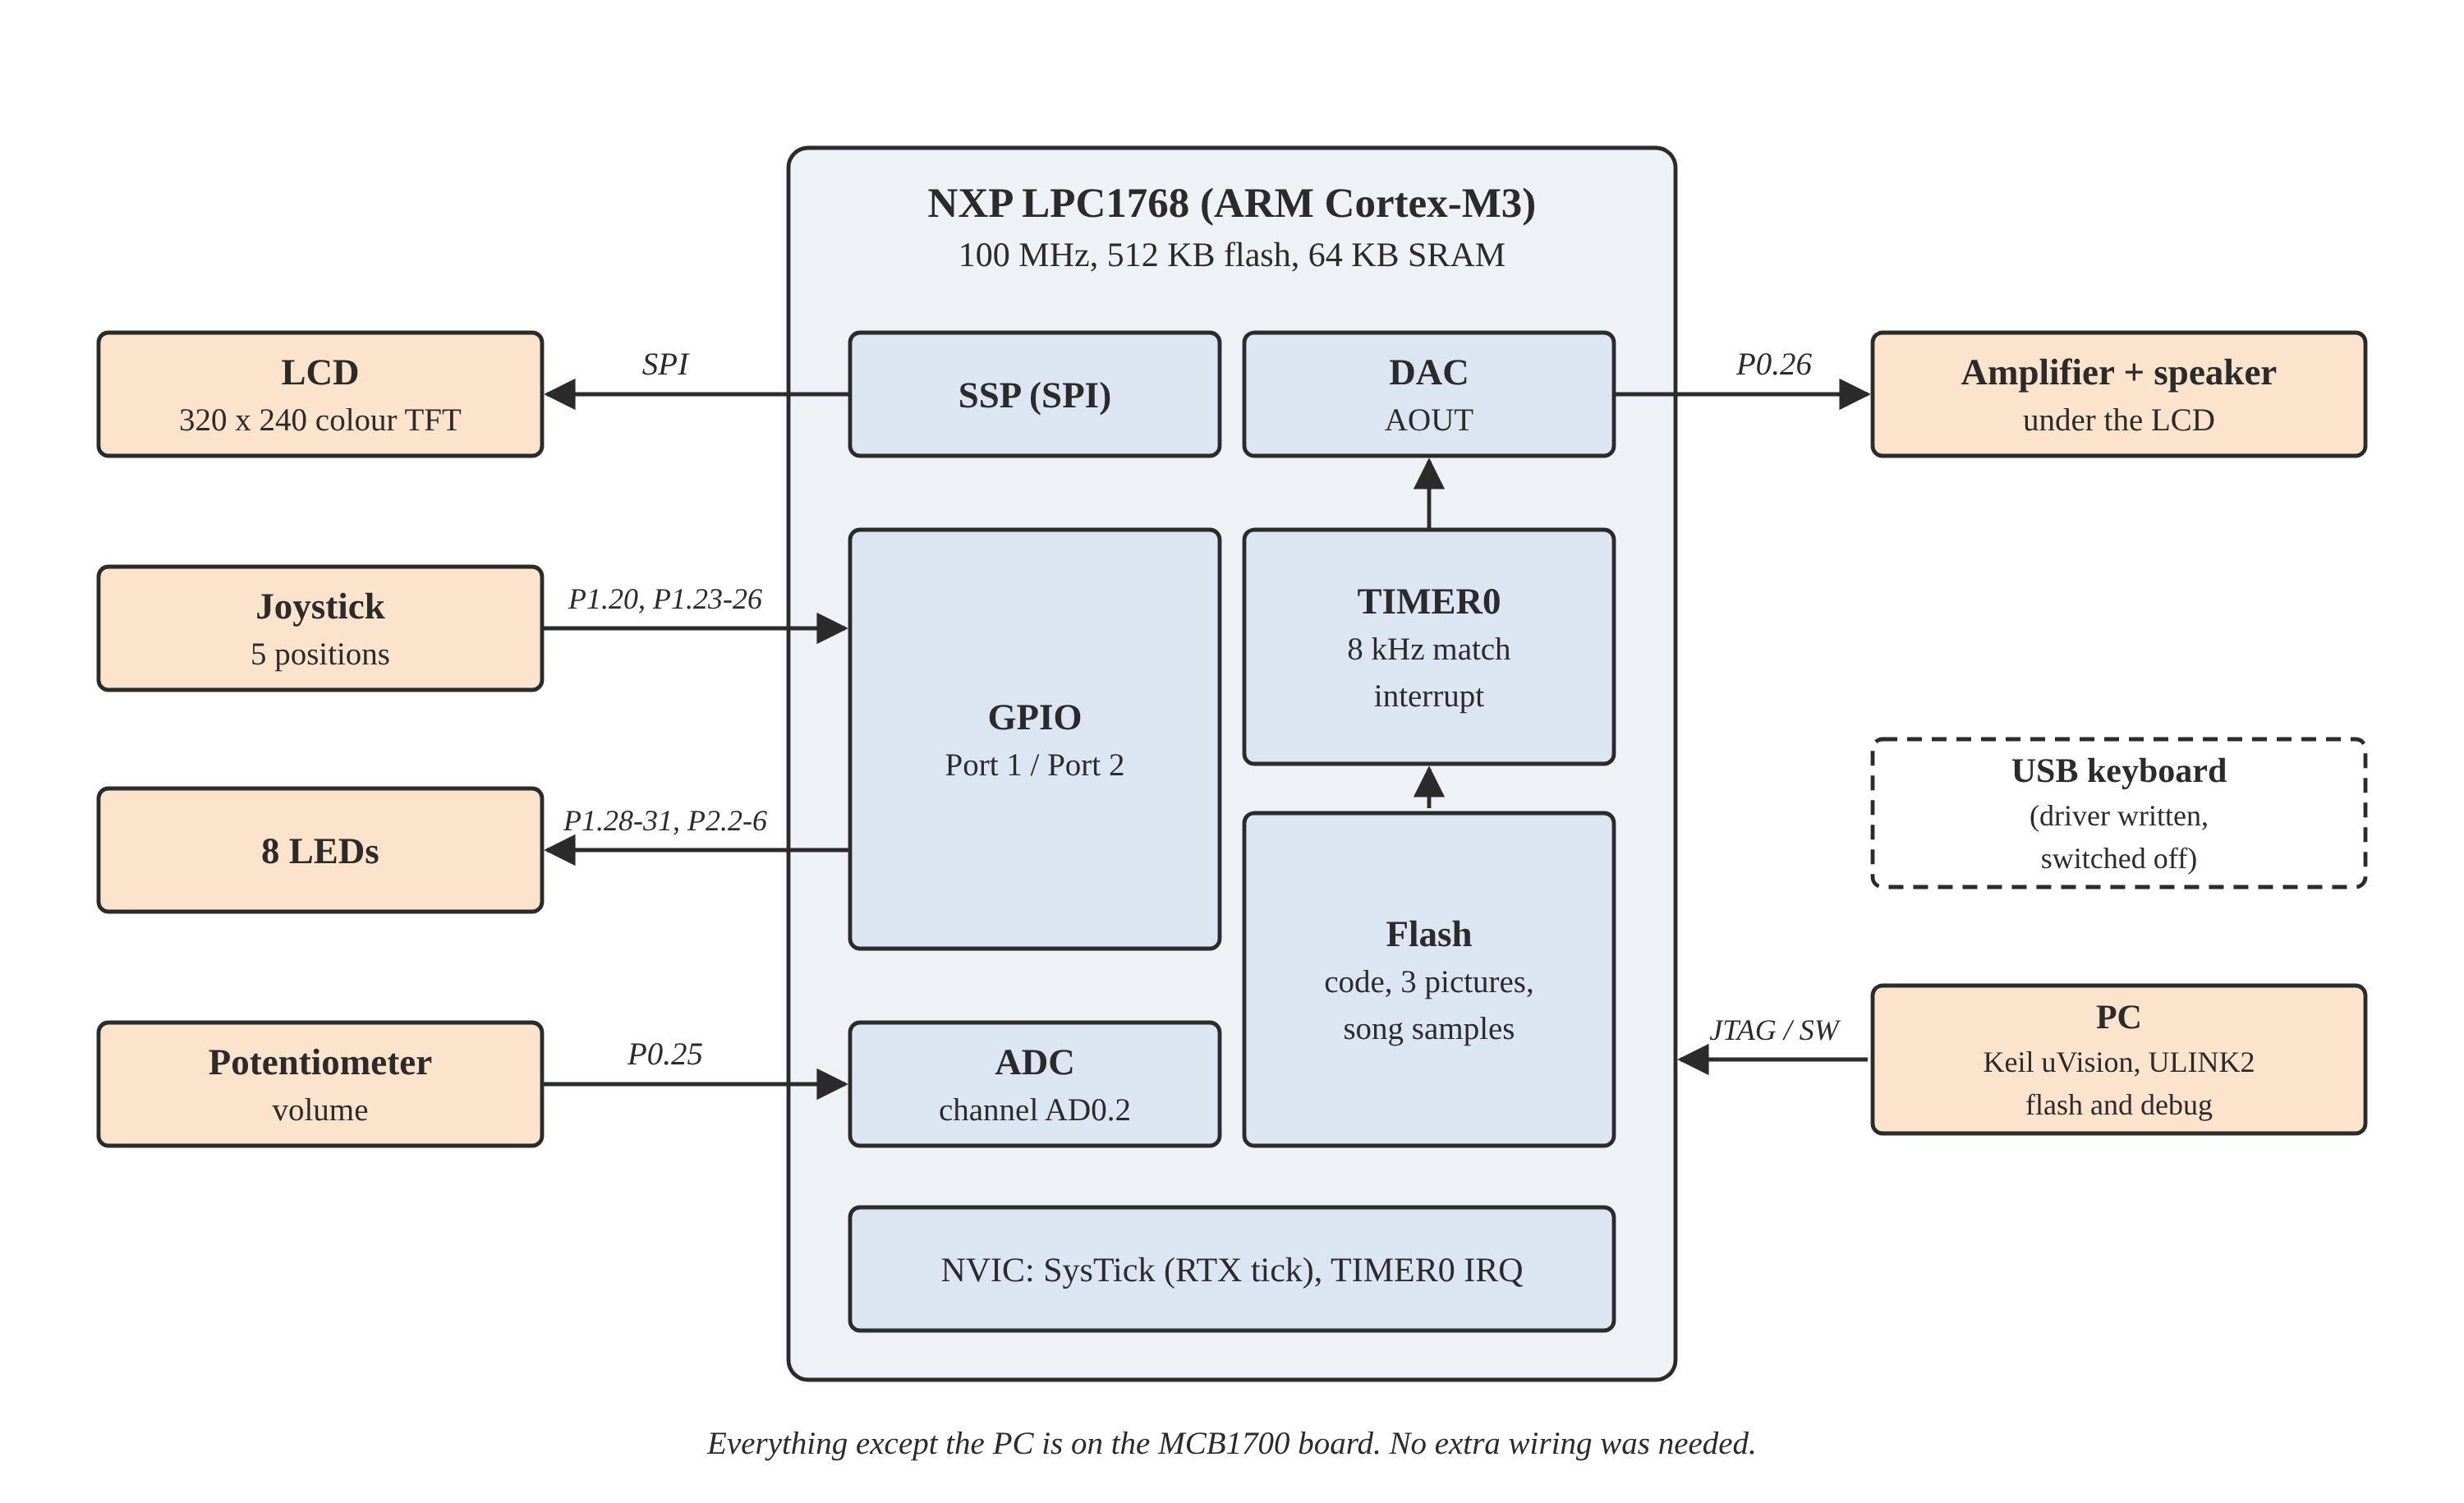 NXP LPC1768 (ARM Cortex-M3)
100 MHz, 512 KB flash, 64 KB SRAM
LCD
320 x 240 colour TFT
SPI
SSP (SPI)
DAC
AOUT
P0.26
Amplifier + speaker
under the LCD
Joystick
5 positions
P1.20, P1.23-26
GPIO
Port 1 / Port 2
TIMER0
8 kHz match
interrupt
8 LEDs
P1.28-31, P2.2-6
USB keyboard
(driver written,
switched off)
Flash
code, 3 pictures,
song samples
Potentiometer
volume
P0.25
ADC
channel AD0.2
JTAG / SW
PC
Keil uVision, ULINK2
flash and debug
NVIC: SysTick (RTX tick), TIMER0 IRQ
Everything except the PC is on the MCB1700 board. No extra wiring was needed.